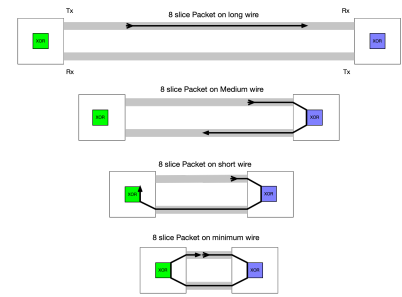 Tx
8 slice Packet on long wire
Rx
XOR
XOR
Rx
Tx
8 slice Packet on Medium wire
XOR
XOR
8 slice Packet on short wire
XOR
XOR
8 slice Packet on minimum wire
XOR
XOR